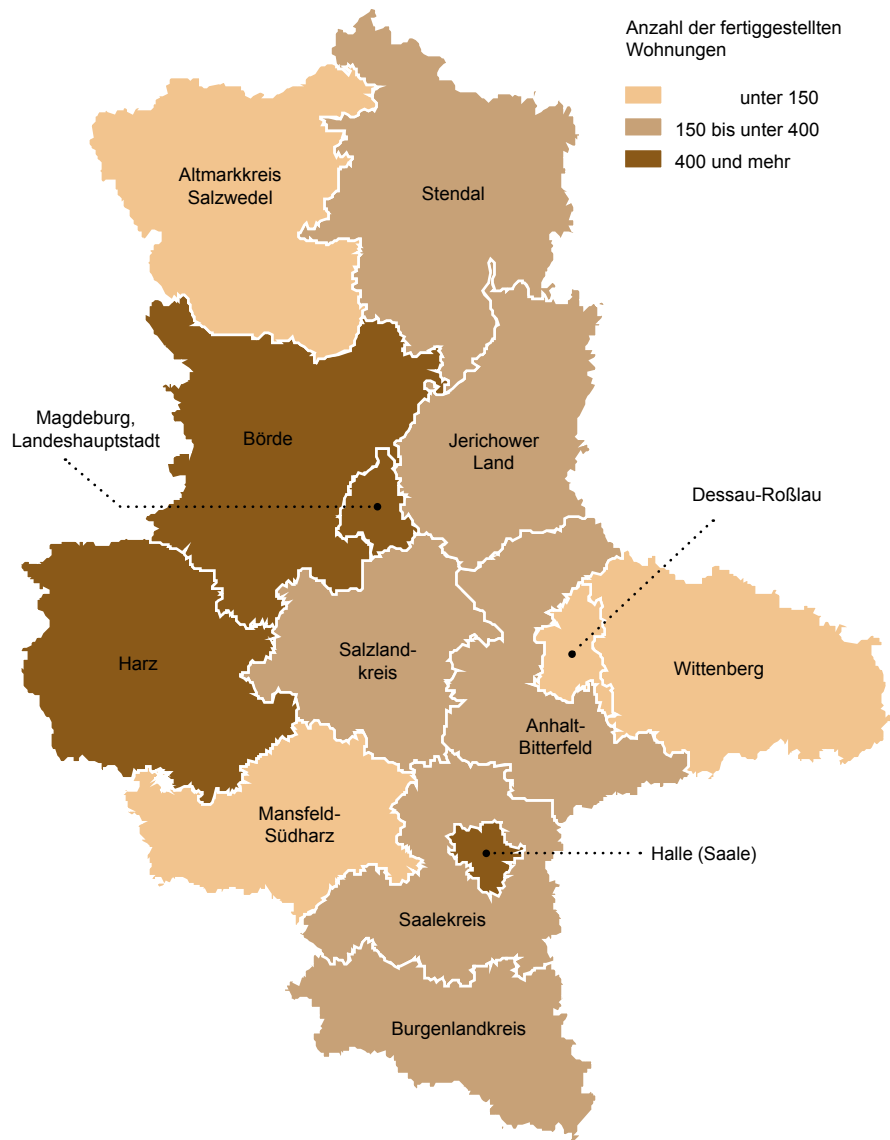 Anzahl der fertiggestellten
Wohnungen
unter 150
150 bis unter 400
400 und mehr
Altmarkkreis
Salzwedel
Stendal
Magdeburg,
Landeshauptstadt
Börde
Jerichower
Land
Dessau-Roßlau
Harz
Salzland-
kreis
Wittenberg
Anhalt-
Bitterfeld
Mansfeld-
Südharz
Halle (Saale)
Saalekreis
Burgenlandkreis